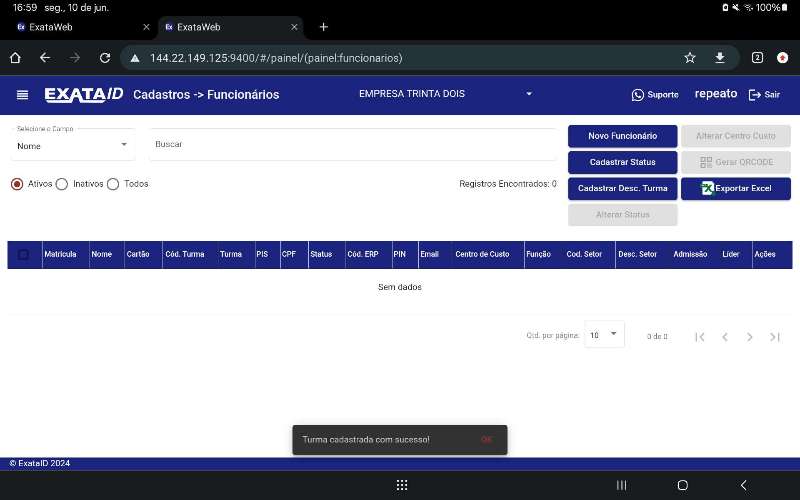 16:59 seg., 10 de jun. 100%
Ex ExataWeb
Ex ExataWeb
144.22.149.125:9400/#/painel/(painel:funcionarios) 2
EXATAID Cadastros -> Funcionários EMPRESA TRINTA DOIS Suporte repeato Sair
Selecione o Campo
Nome
Buscar
Novo Funcionário Alterar Centro Custo
Cadastrar Status Gerar QRCODE
Ativos Inativos Todos Registros Encontrados: 0
Cadastrar Desc. Turma Exportar Excel
Alterar Status
Matrícula Nome Cartão Cód. Turma Turma PIS CPF Status Cód. ERP PIN Email Centro de Custo Função Cod. Setor Desc. Setor Admissão Líder Ações
Sem dados
Qtd. por página: 10 0 de 0
Turma cadastrada com sucesso! OK
© ExataID 2024